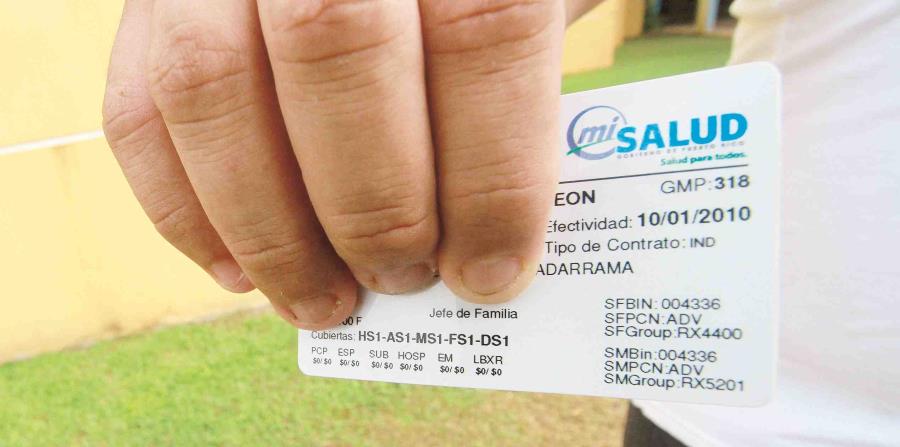 mi SALUD
GOBIERNO DE PUERTO RICO
Salud para todos.
EON
GMP: 318
Efectividad: 10/01/2010
Tipo de Contrato: IND
ADARRAMA
Jefe de Familia
00 F
Cubiertas: HS1-AS1-MS1-FS1-DS1
PCP ESP SUB HOSP EM LBXR
$0/$0 $0/$0 $0/$0 $0/$0 $0/$0 $0/$0
SFBIN: 004336
SFPCN: ADV
SFGroup: RX4400
SMBin: 004336
SMPCN: ADV
SMGroup: RX5201